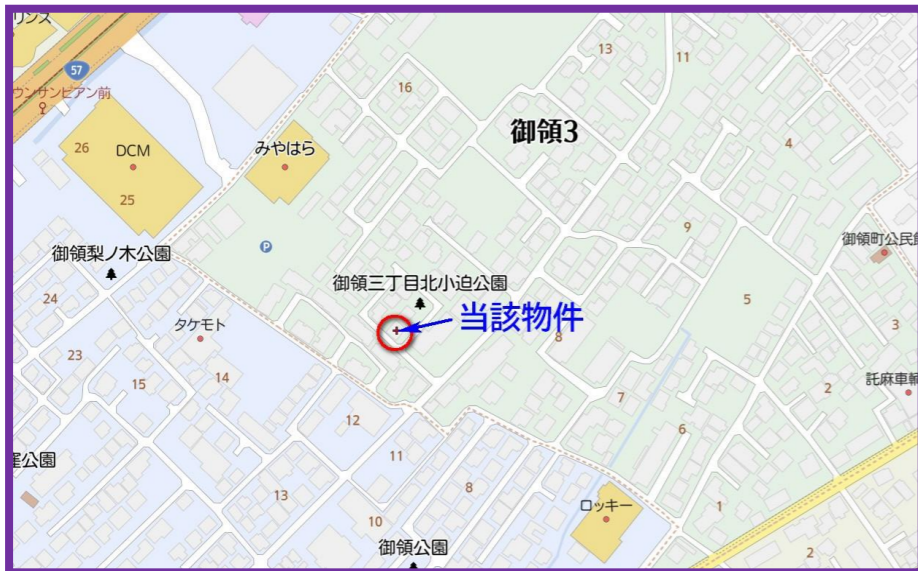 リンス
57
ウンサンピアン前
13
11
16
御領3
26
DCM
みやはら
4
25
9
P
御領町公民館
御領梨ノ木公園
御領三丁目北小迫公園
24
5
当該物件
タケモト
8
3
23
15
14
託麻車輌
7
2
12
6
窪公園
11
8
13
ロッキー
1
10
御領公園
2